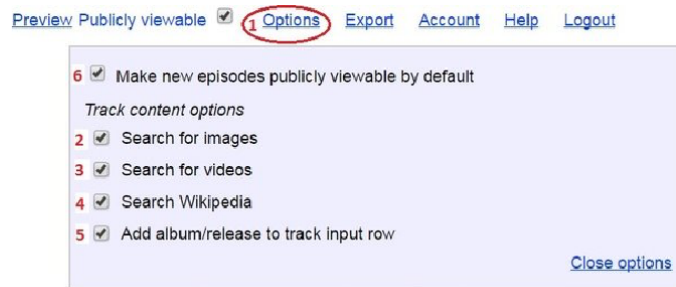 Preview Publicly viewable 1 Options Export Account Help Logout
6 Make new episodes publicly viewable by default
Track content options
2 Search for images
3 Search for videos
4 Search Wikipedia
5 Add album/release to track input row
Close options